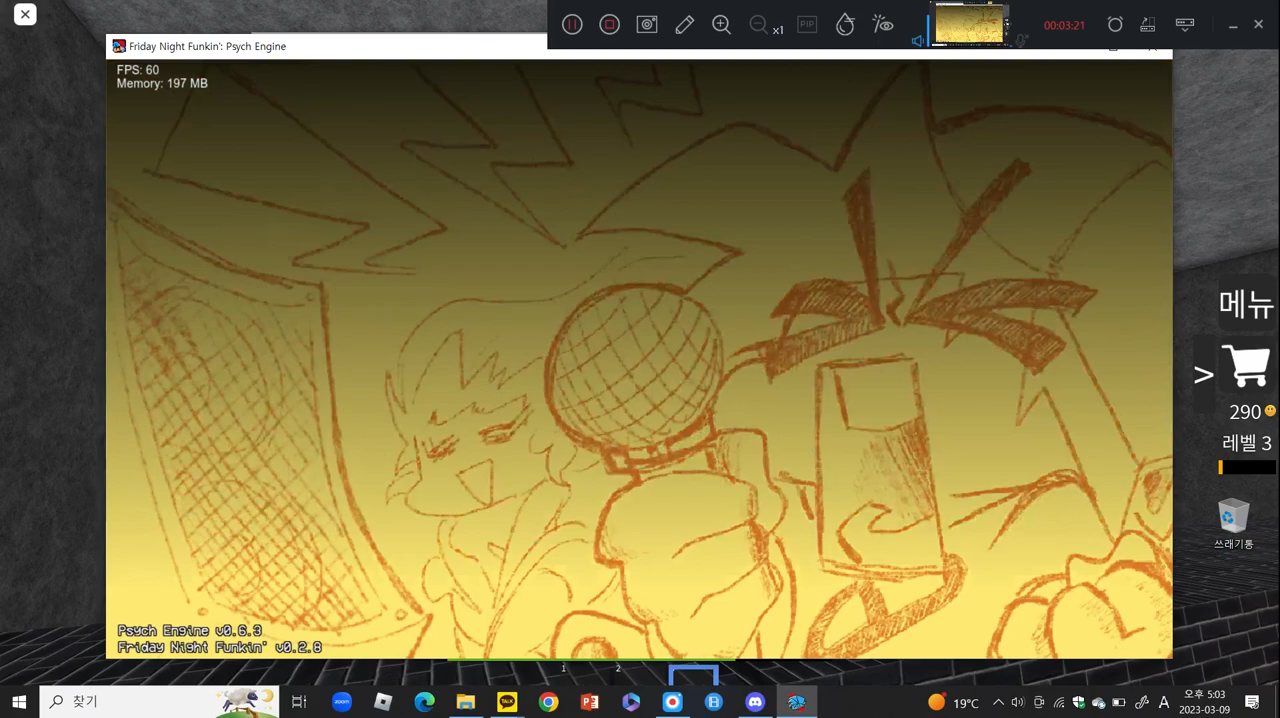 x1
PIP
00:03:21
Friday Night Funkin': Psych Engine
FPS: 60
Memory: 197 MB
메뉴
>
290
레벨 3
쓰레기통
Psych Engine v0.6.3
Friday Night Funkin' v0.2.8
1
2
찾기
zoom
TALK
19°C
A
오후 5:03
2023-03-09